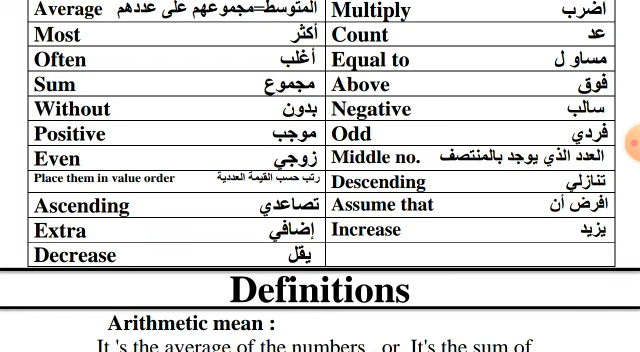 Average المتوسط=مجموعهم على عددهم Multiply اضرب
Most أكثر Count عد
Often أغلب Equal to مساو ل
Sum مجموع Above فوق
Without بدون Negative سالب
Positive موجب Odd فردي
Even زوجي Middle no. العدد الذي يوجد بالمنتصف
Place them in value order رتب حسب القيمة العددية Descending تنازلي
Ascending تصاعدي Assume that افرض أن
Extra إضافي Increase يزيد
Decrease يقل
Definitions
Arithmetic mean :
It 's the average of the numbers , or It's the sum of